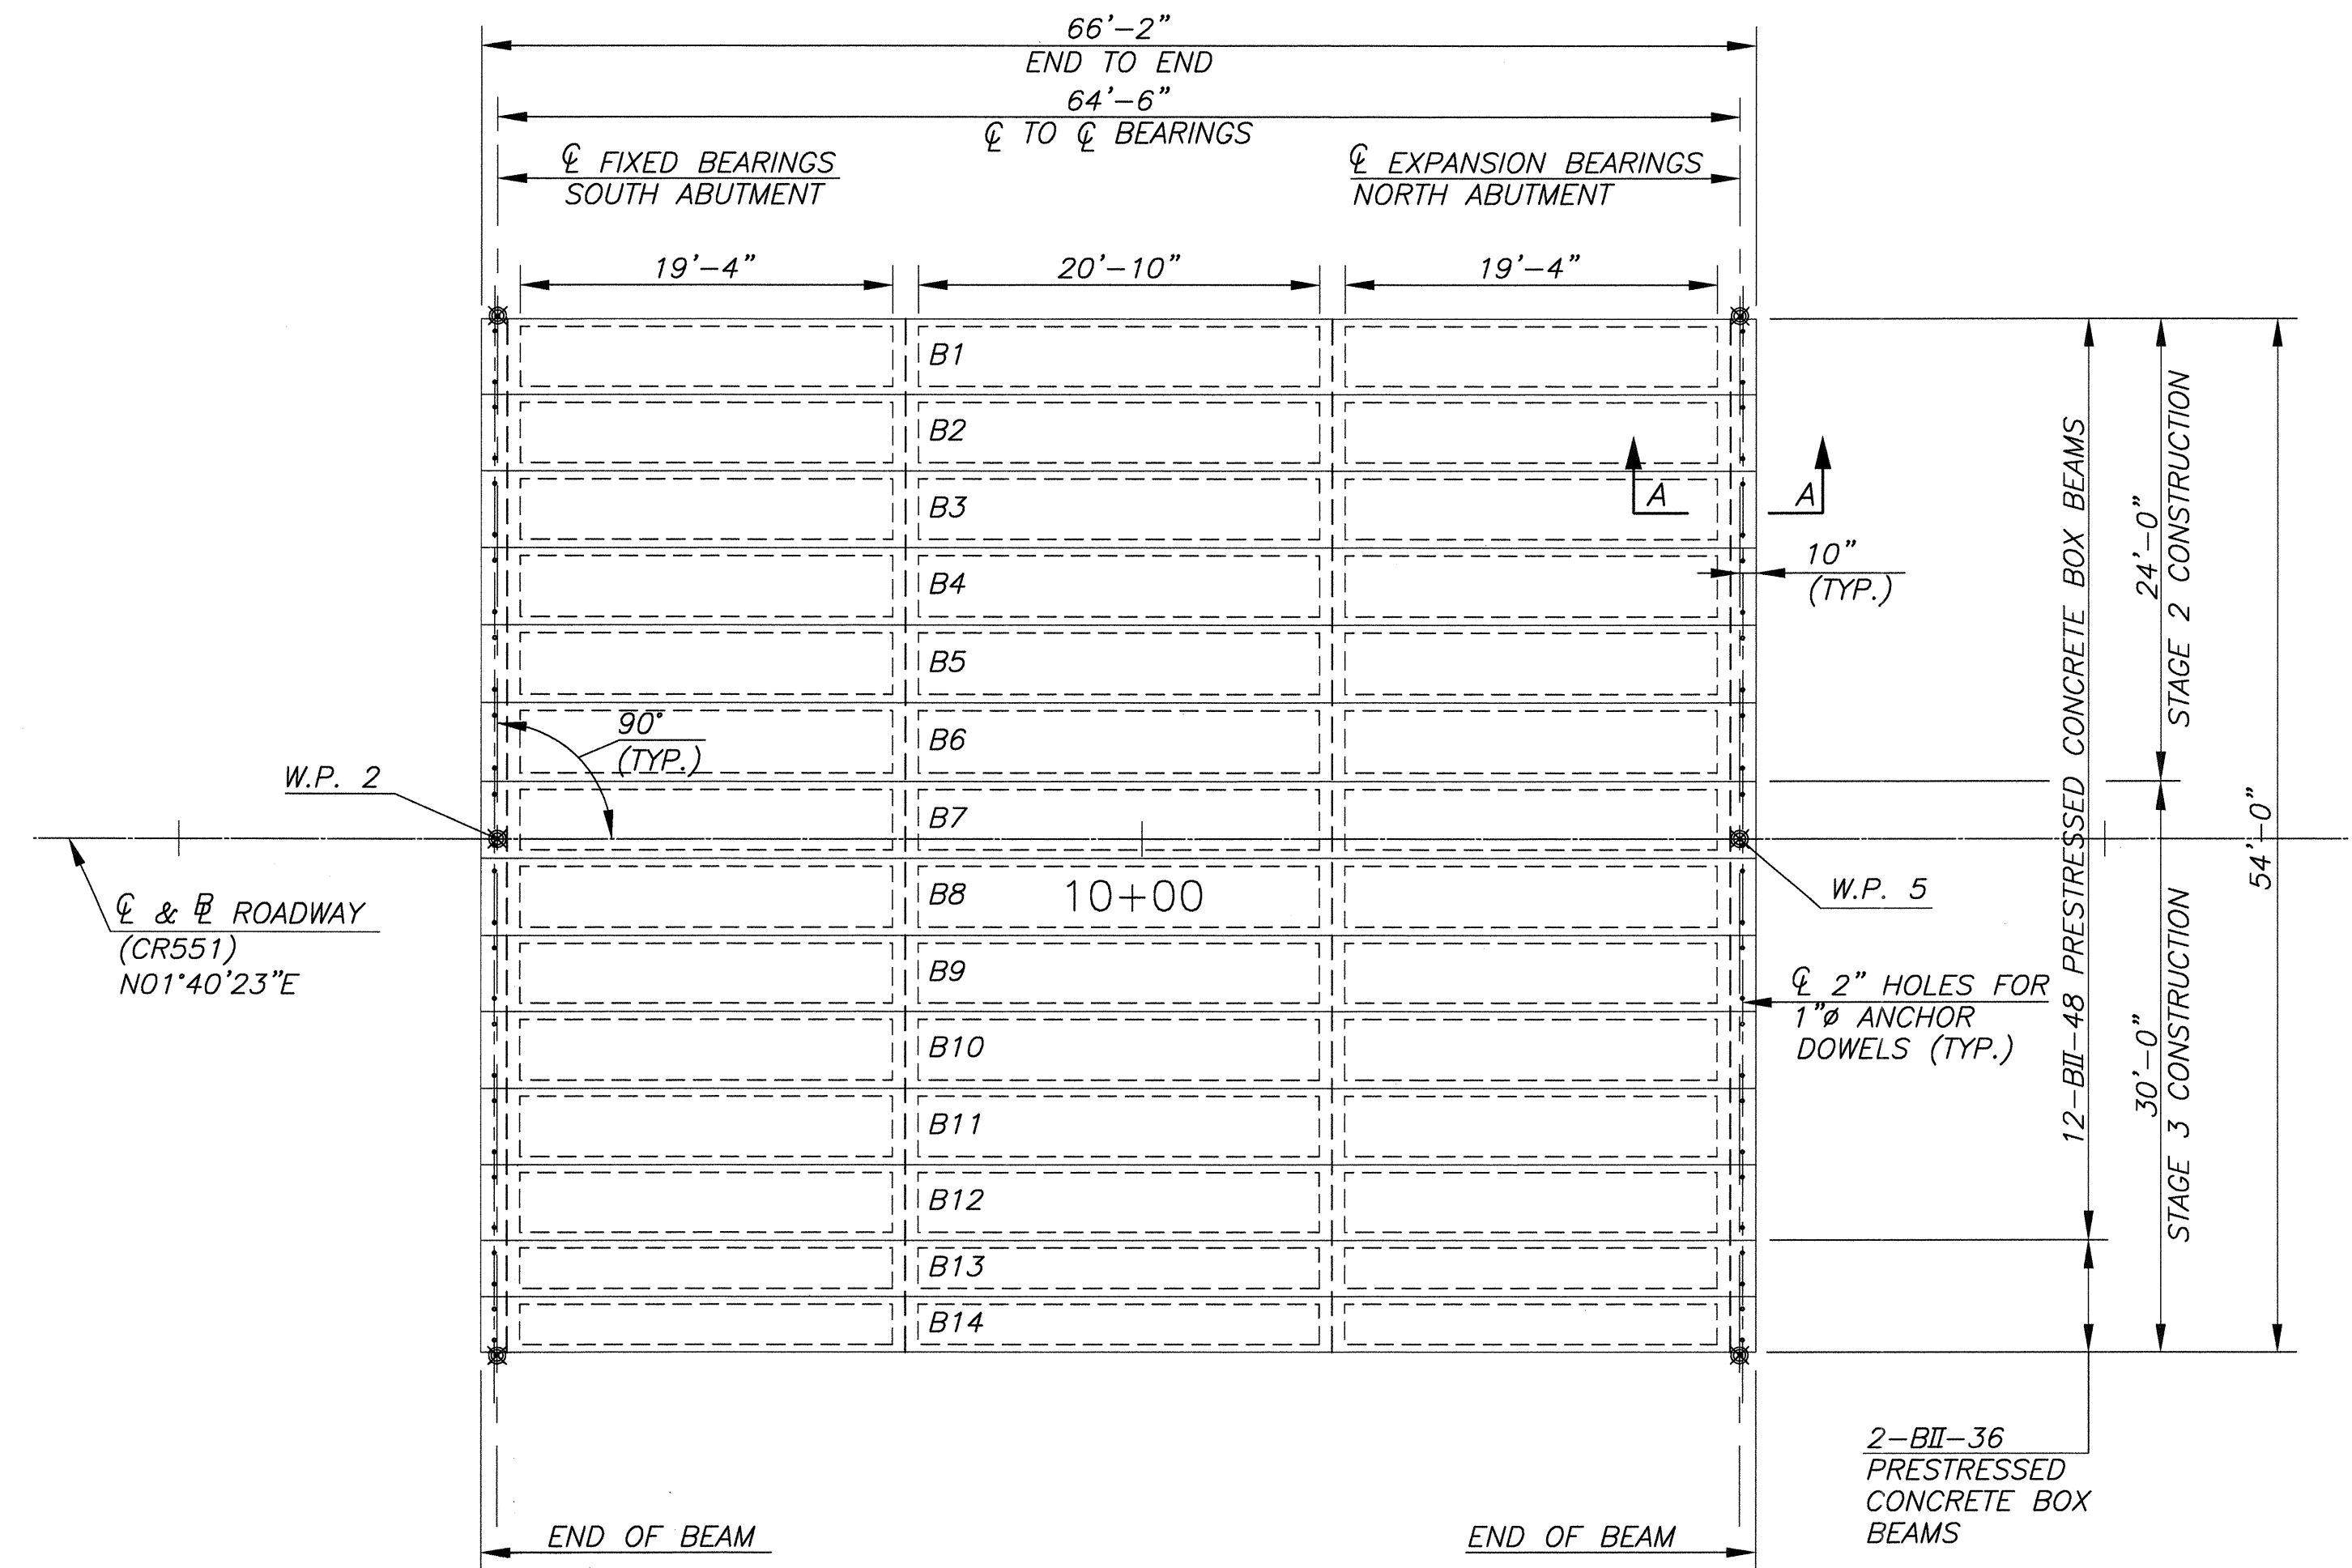 66'-2"
END TO END
64'-6"
℄ TO ℄ BEARINGS
℄ FIXED BEARINGS
SOUTH ABUTMENT
℄ EXPANSION BEARINGS
NORTH ABUTMENT
19'-4"
20'-10"
19'-4"
B1
B2
B3
A
A
B4
10"
(TYP.)
B5
B6
90°
(TYP.)
W.P. 2
B7
B8
10+00
W.P. 5
℄ & BL ROADWAY
(CR551)
N01°40'23"E
B9
℄ 2" HOLES FOR
1"ø ANCHOR
DOWELS (TYP.)
B10
B11
B12
B13
B14
12-BII-48 PRESTRESSED CONCRETE BOX BEAMS
24'-0"
STAGE 2 CONSTRUCTION
30'-0"
STAGE 3 CONSTRUCTION
54'-0"
2-BII-36
PRESTRESSED
CONCRETE BOX
BEAMS
END OF BEAM
END OF BEAM